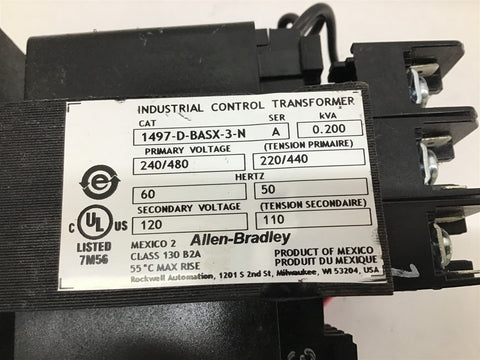 INDUSTRIAL CONTROL TRANSFORMER
CAT SER kVA
1497-D-BASX-3-N A 0.200
PRIMARY VOLTAGE (TENSION PRIMAIRE)
240/480 220/440
HERTZ
60 50
SECONDARY VOLTAGE (TENSION SECONDAIRE)
120 110
e
C UL US
LISTED
7M56
MEXICO 2 Allen-Bradley
CLASS 130 B2A
55 °C MAX RISE
PRODUCT OF MEXICO
PRODUIT DU MEXIQUE
Rockwell Automation, 1201 S 2nd St, Milwaukee, WI 53204, USA